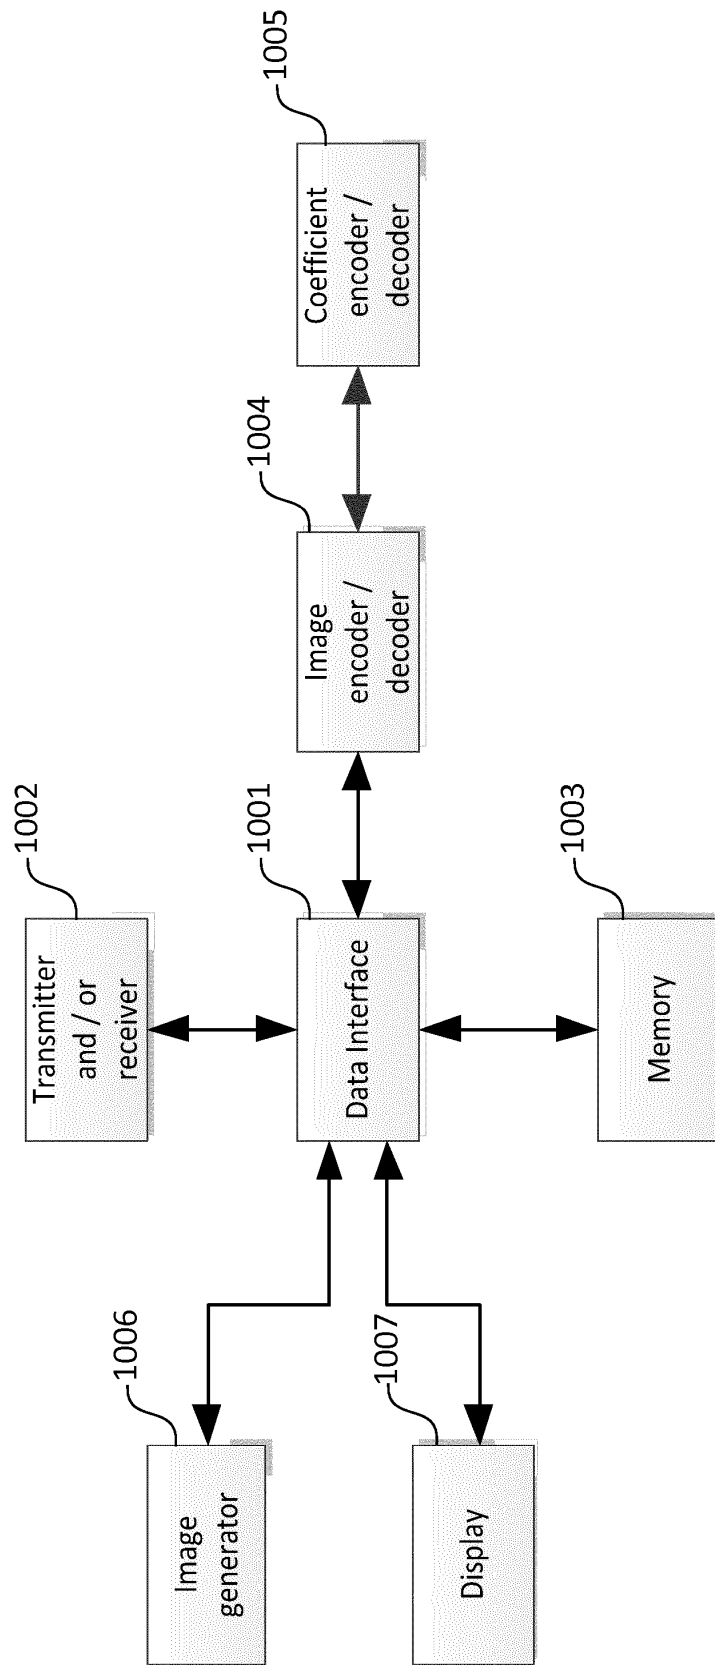 Transmitter
and / or
receiver
1002
Image
generator
1006
Data Interface
1001
Image
encoder /
decoder
1004
Coefficient
encoder /
decoder
1005
Display
1007
Memory
1003